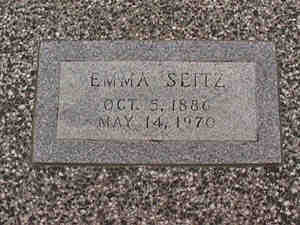 EMMA SEITZ
OCT. 5, 1886
MAY 14, 1970